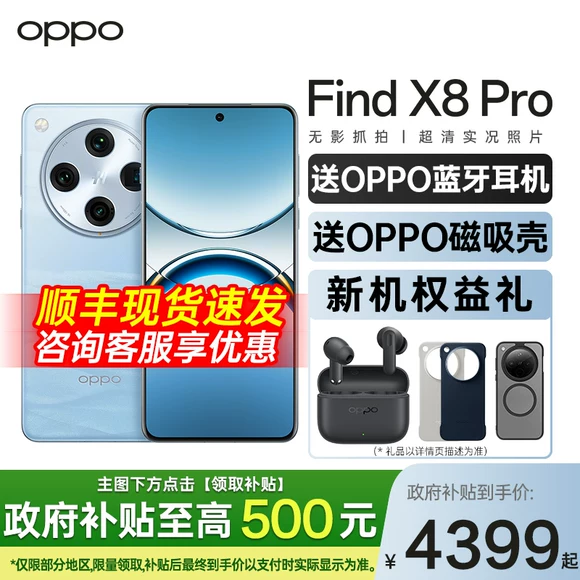 oppo
Find X8 Pro
无影抓拍 | 超清实况照片
送OPPO蓝牙耳机
送OPPO磁吸壳
新机权益礼
顺丰现货速发
咨询客服享优惠
oppo
oppo
(*礼品以详情页描述为准)
主图下方点击【领取补贴】
政府补贴至高500元
*仅限部分地区,限量领取,补贴后最终到手价以支付时实际显示为准。
政府补贴到手价:
¥4399起